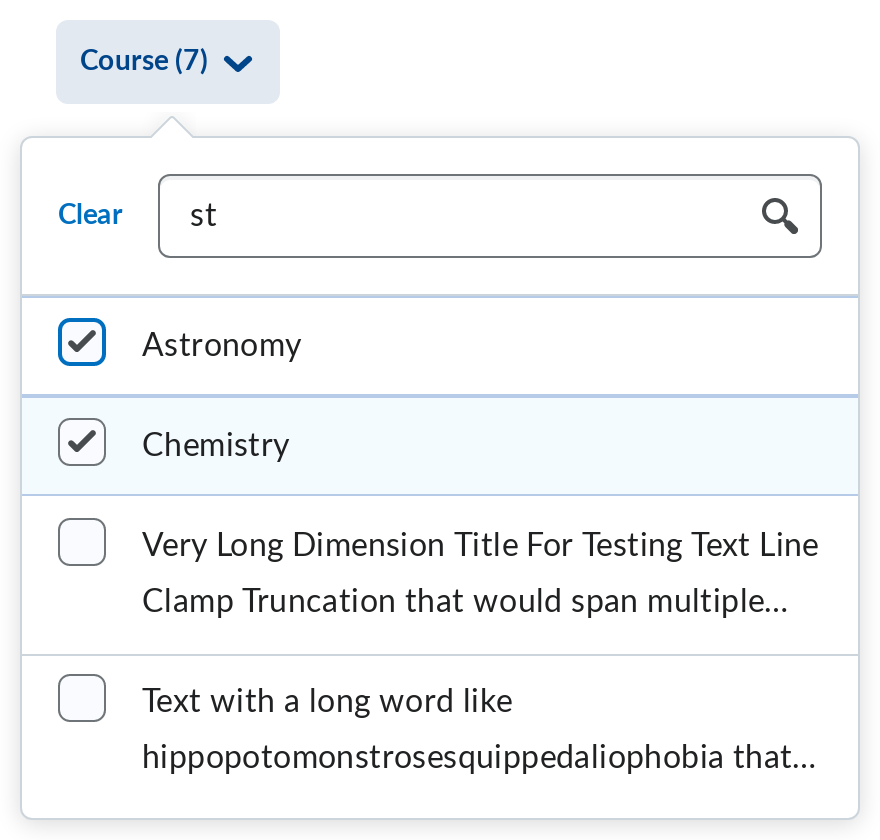 Course (7)
Clear
st
Astronomy
Chemistry
Very Long Dimension Title For Testing Text Line
Clamp Truncation that would span multiple...
Text with a long word like
hippopotomonstrosesquippedaliophobia that...